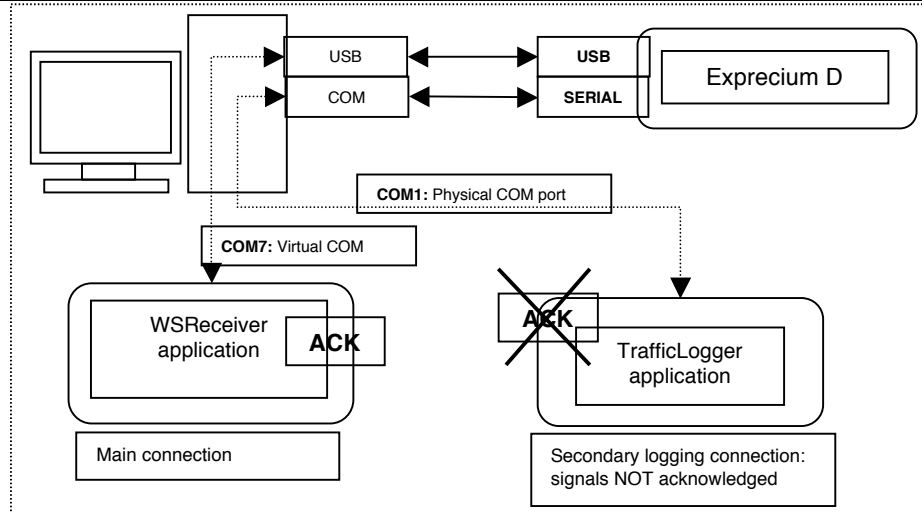 USB
USB
Exprecium D
COM
SERIAL
COM1: Physical COM port
COM7: Virtual COM
WSReceiver
application
ACK
ACK
TrafficLogger
application
Main connection
Secondary logging connection:
signals NOT acknowledged